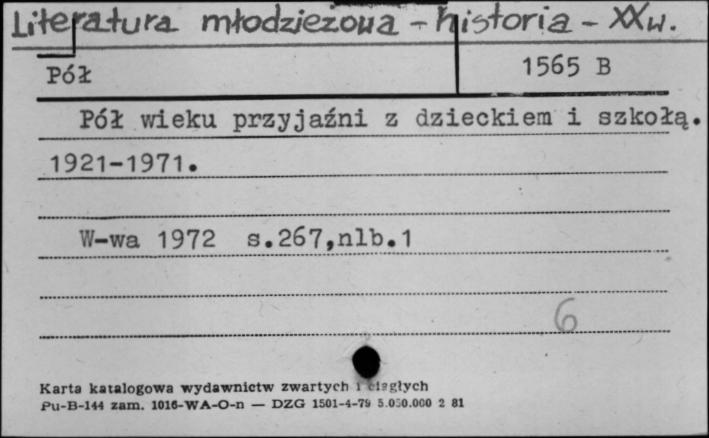 Literatura młodzieżowa - historia - XXw.
Pół 1565 B
Pół wieku przyjaźni z dzieckiem i szkołą.
1921-1971.
W-wa 1972 s.267,nlb.1
6
Karta katalogowa wydawnictw zwartych i ciągłych
Pu-B-144 zam. 1016-WA-O-n — DZG 1501-4-79 5.050.000 2 81